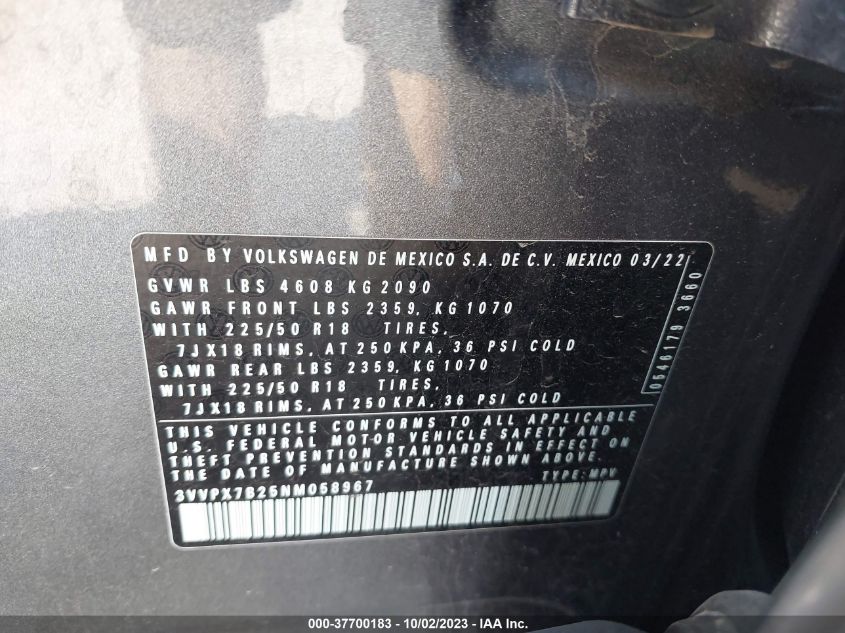 MFD BY VOLKSWAGEN DE MEXICO S.A. DE C.V. MEXICO 03/22
GVWR LBS 4608 KG 2090
GAWR FRONT LBS 2359, KG 1070
WITH 225/50 R18 TIRES,
7JX18 RIMS, AT 250 KPA, 36 PSI COLD
GAWR REAR LBS 2359, KG 1070
WITH 225/50 R18 TIRES,
7JX18 RIMS, AT 250 KPA, 36 PSI COLD
0546179 3660
THIS VEHICLE CONFORMS TO ALL APPLICABLE
U.S. FEDERAL MOTOR VEHICLE SAFETY AND
THEFT PREVENTION STANDARDS IN EFFECT ON
THE DATE OF MANUFACTURE SHOWN ABOVE.
3VVPX7B25NM058967 TYPE: MPV
000-37700183 - 10/02/2023 - © IAA Inc.